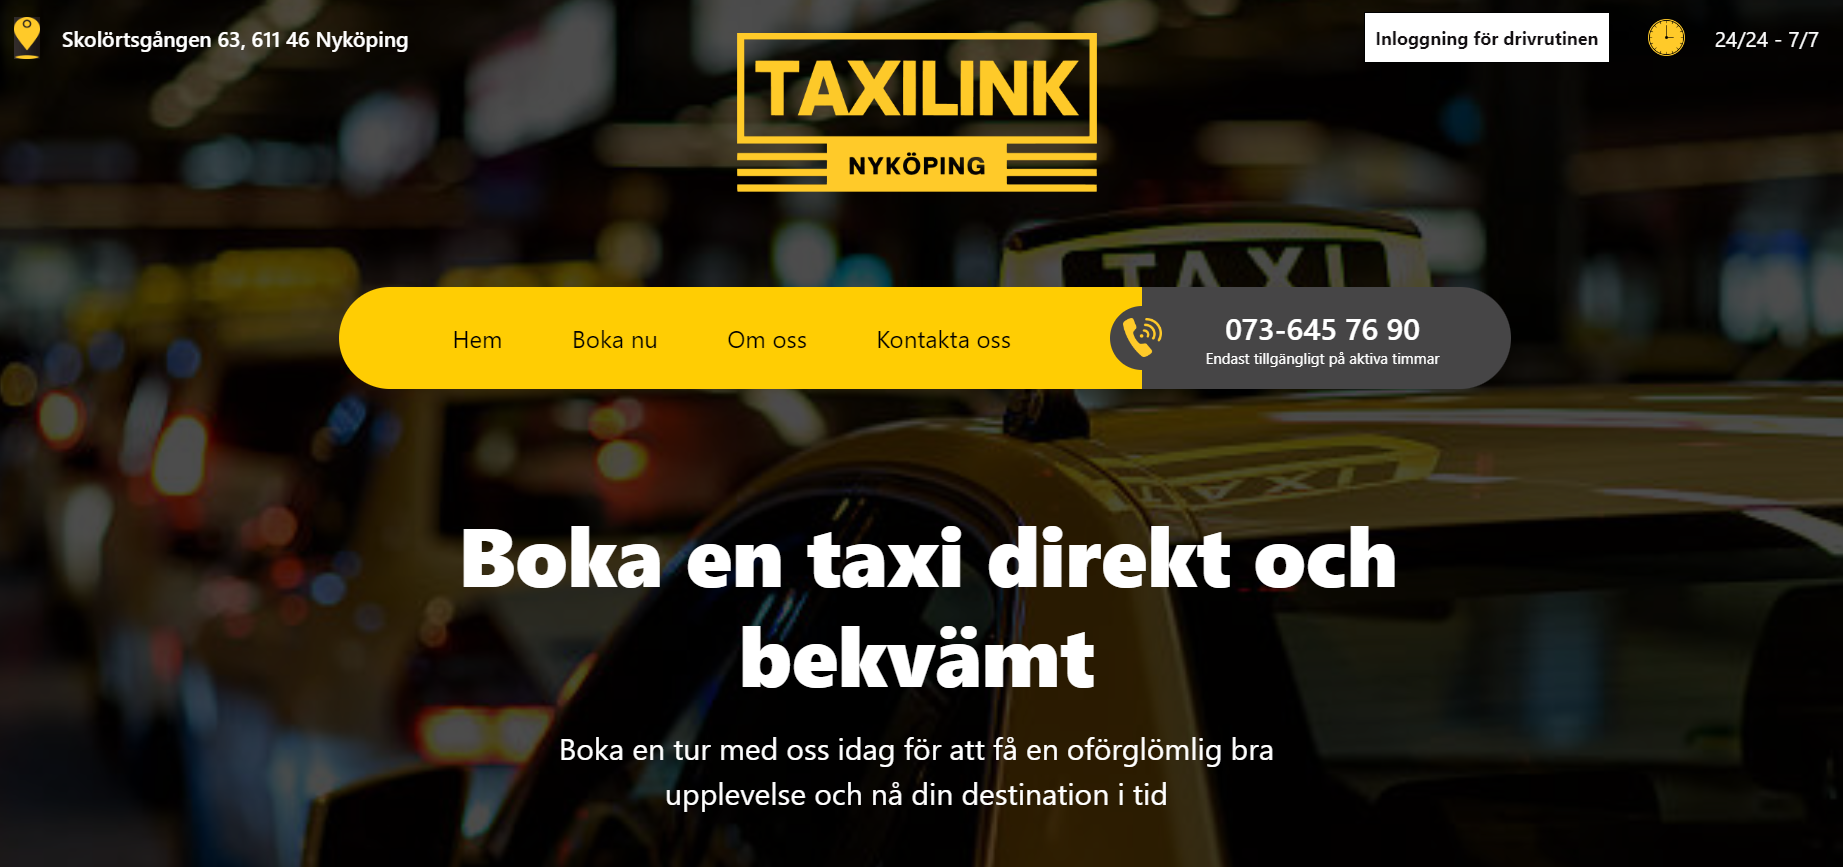 Skolörtsgången 63, 611 46 Nyköping
Inloggning för drivrutinen
24/24 - 7/7
TAXILINK
NYKÖPING
TAXI
Hem
Boka nu
Om oss
Kontakta oss
073-645 76 90
Endast tillgängligt på aktiva timmar
TAXI
Boka en taxi direkt och
bekvämt
Boka en tur med oss idag för att få en oförglömlig bra
upplevelse och nå din destination i tid